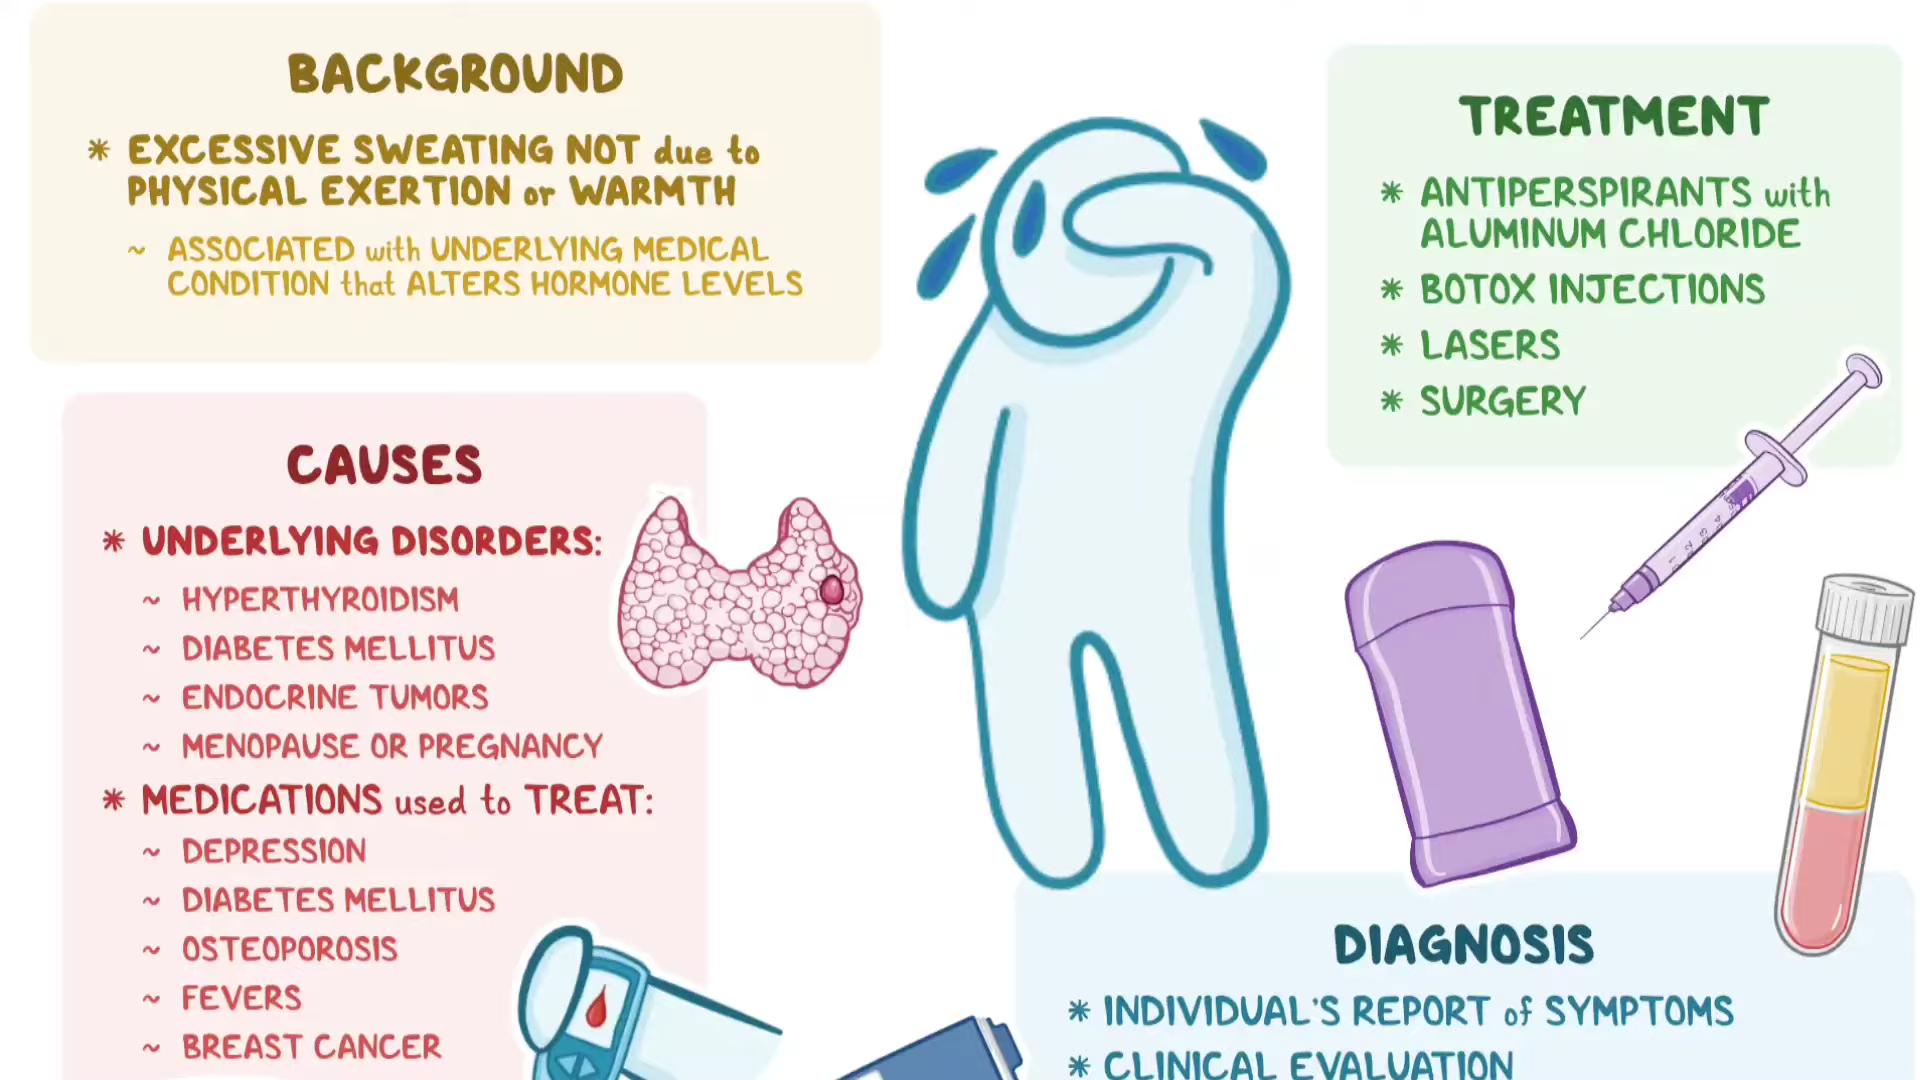 BACKGROUND
* EXCESSIVE SWEATING NOT due to
PHYSICAL EXERTION or WARMTH
~ ASSOCIATED with UNDERLYING MEDICAL
CONDITION that ALTERS HORMONE LEVELS
CAUSES
* UNDERLYING DISORDERS:
~ HYPERTHYROIDISM
~ DIABETES MELLITUS
~ ENDOCRINE TUMORS
~ MENOPAUSE OR PREGNANCY
* MEDICATIONS used to TREAT:
~ DEPRESSION
~ DIABETES MELLITUS
~ OSTEOPOROSIS
~ FEVERS
~ BREAST CANCER
TREATMENT
* ANTIPERSPIRANTS with
ALUMINUM CHLORIDE
* BOTOX INJECTIONS
* LASERS
* SURGERY
DIAGNOSIS
* INDIVIDUAL'S REPORT of SYMPTOMS
* CLINICAL EVALUATION